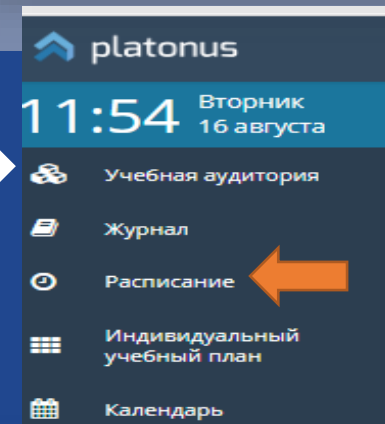 platonus
11:54
Вторник
16 августа
Учебная аудитория
Журнал
Расписание
Индивидуальный
учебный план
Календарь